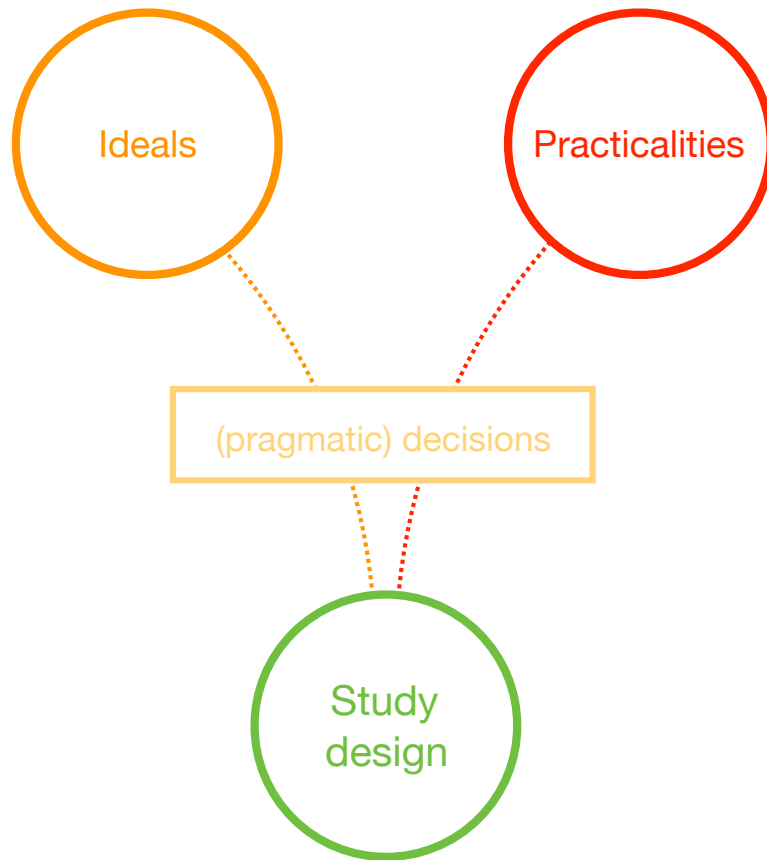 Ideals
Practicalities
(pragmatic) decisions
Study
design